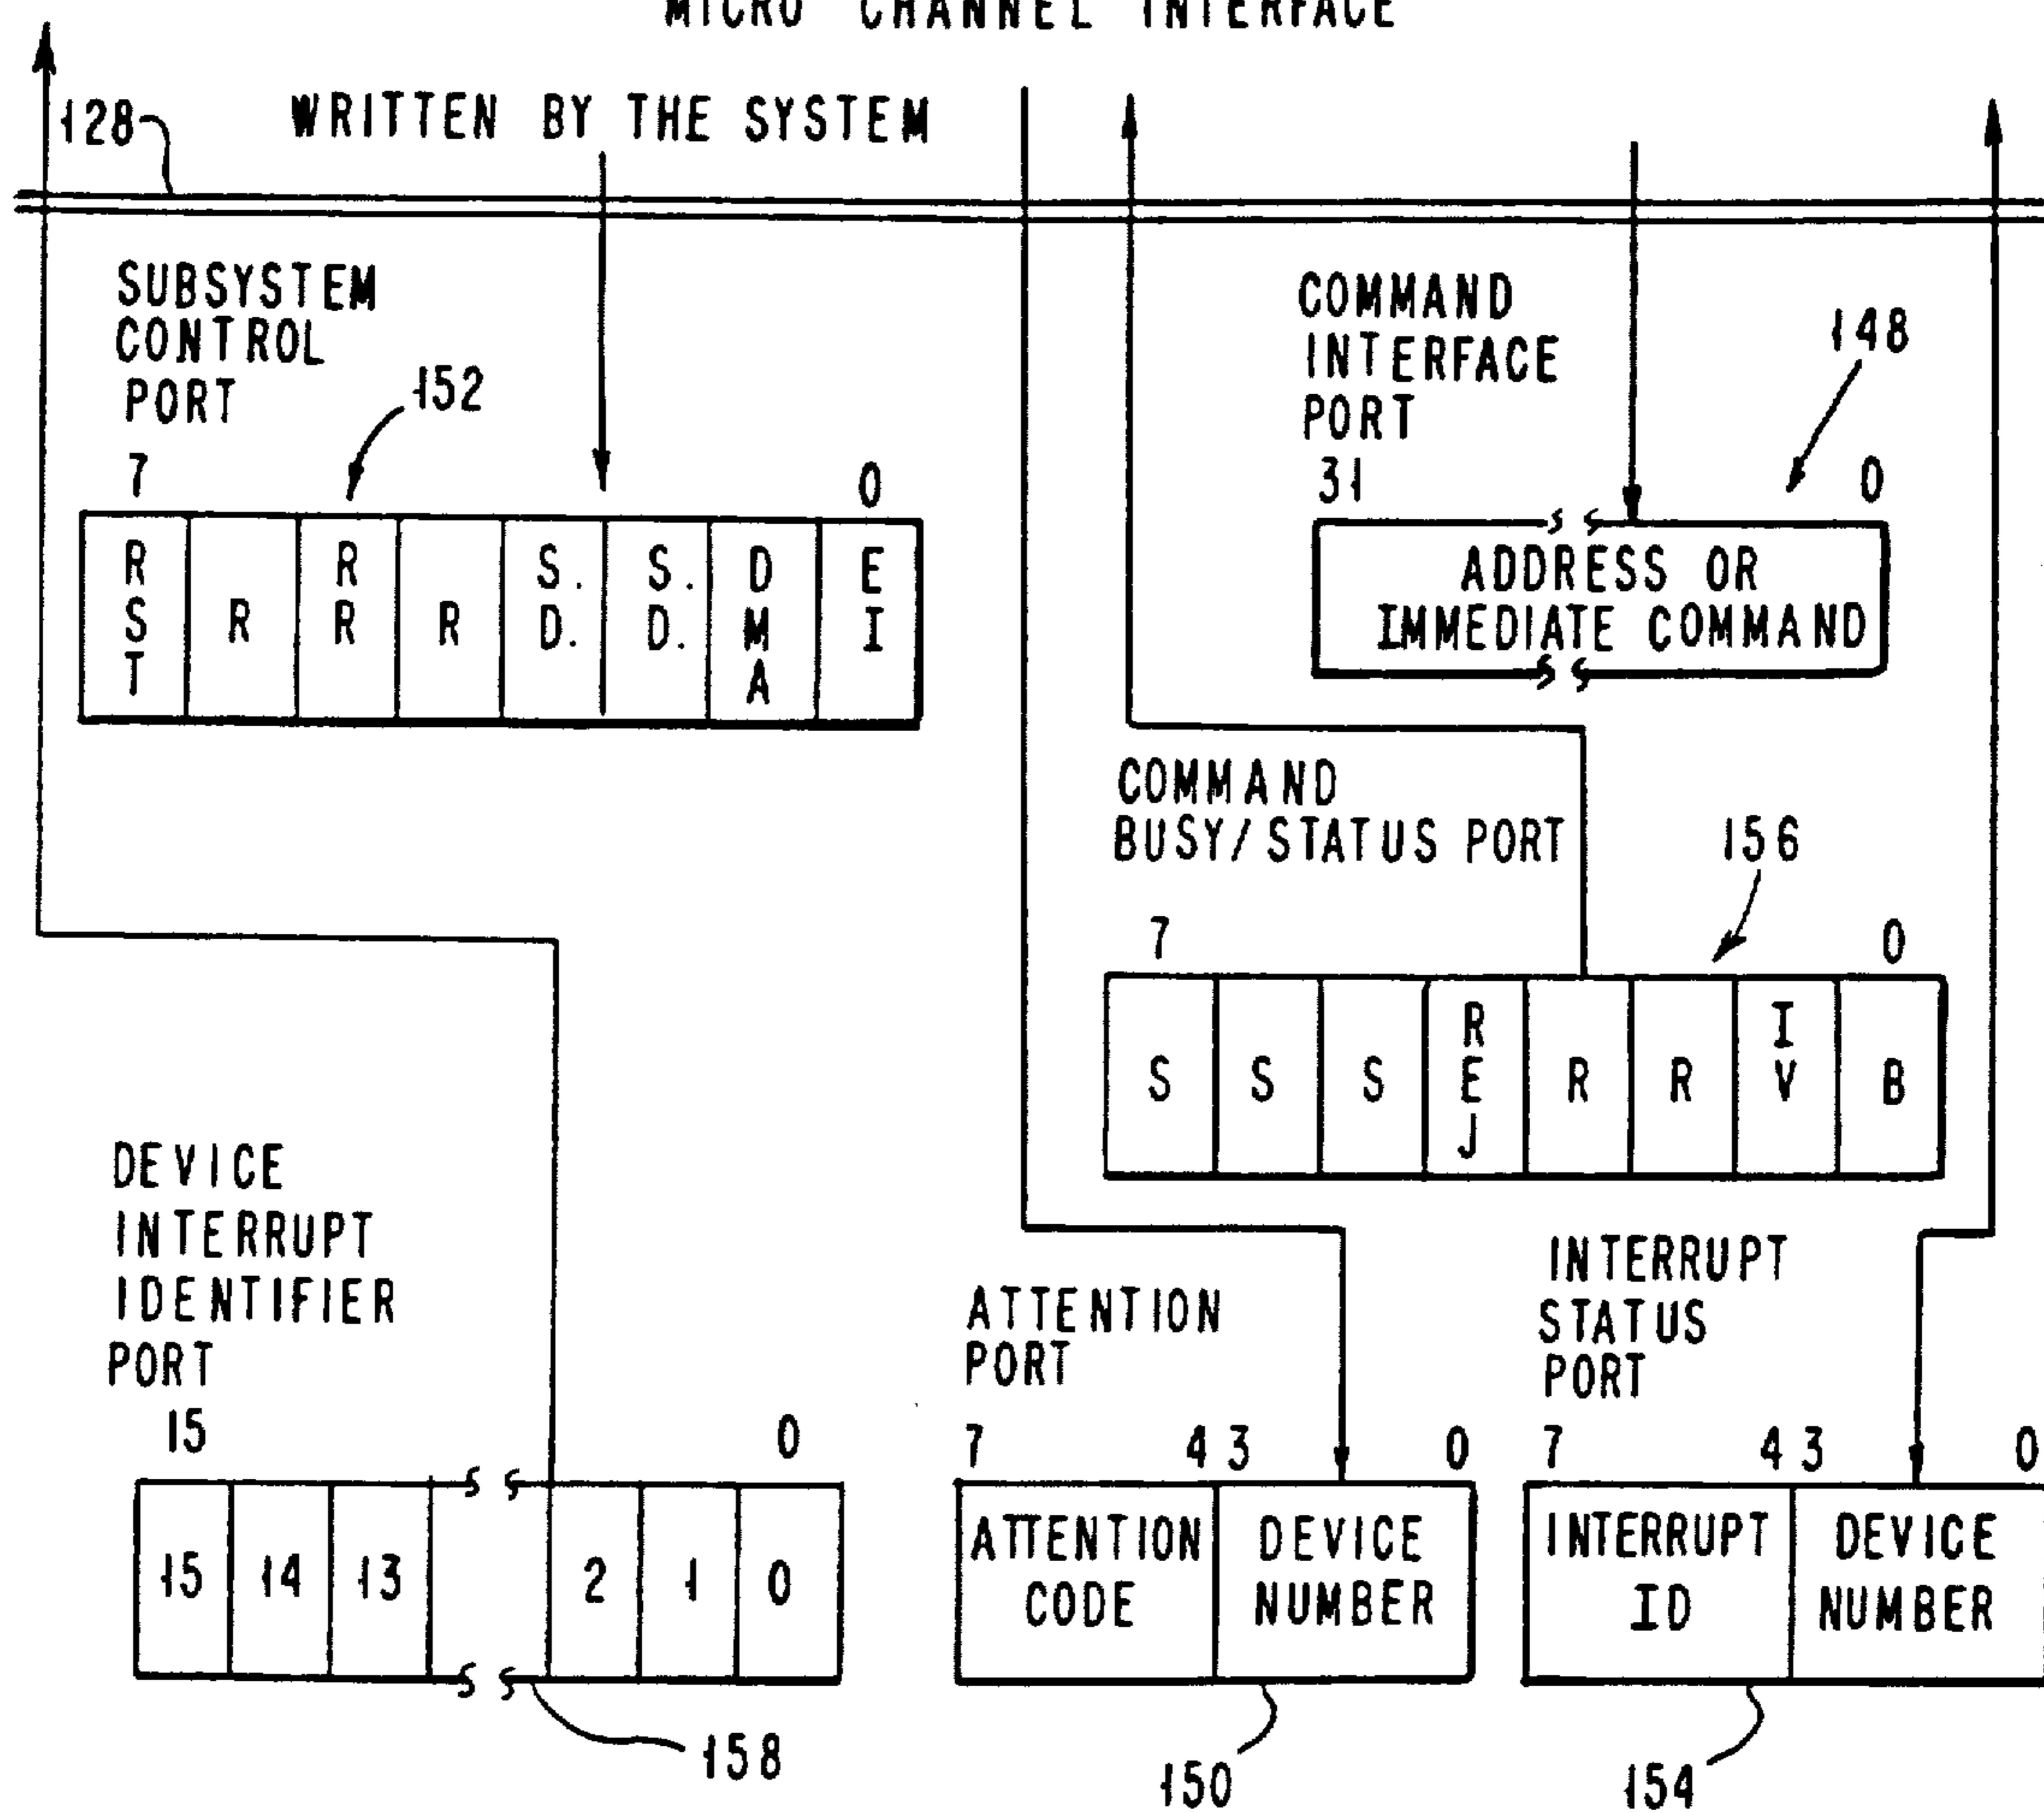 MICRO CHANNEL INTERFACE
128
WRITTEN BY THE SYSTEM
SUBSYSTEM
CONTROL
PORT
152
7 0
RST R RR R S.D. S.D. DMA EI
COMMAND
INTERFACE
PORT
148
31 0
ADDRESS OR
IMMEDIATE COMMAND
COMMAND
BUSY/STATUS PORT
156
7 0
S S S REJ R R IV B
DEVICE
INTERRUPT
IDENTIFIER
PORT
15 0
15 14 13 2 1 0
158
ATTENTION
PORT
7 4 3 0
ATTENTION
CODE
DEVICE
NUMBER
150
INTERRUPT
STATUS
PORT
7 4 3 0
INTERRUPT
ID
DEVICE
NUMBER
154